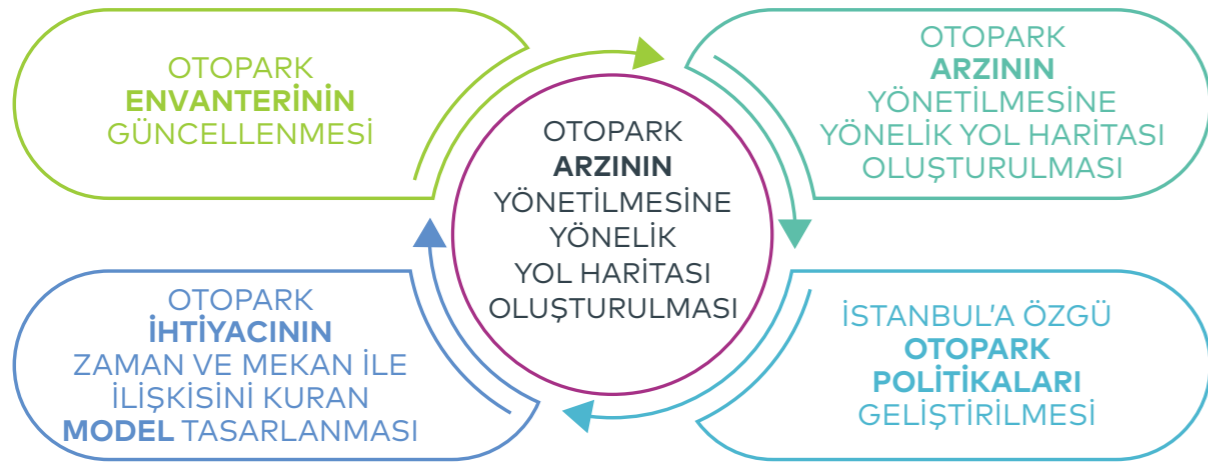 OTOPARK
ENVANTERİNİN
GÜNCELLENMESİ
OTOPARK
ARZININ
YÖNETİLMESİNE
YÖNELİK YOL HARİTASI
OLUŞTURULMASI
OTOPARK
ARZININ
YÖNETİLMESİNE
YÖNELİK
YOL HARİTASI
OLUŞTURULMASI
OTOPARK
İHTİYACININ
ZAMAN VE MEKAN İLE
İLİŞKİSİNİ KURAN
MODEL TASARLANMASI
İSTANBUL'A ÖZGÜ
OTOPARK
POLİTİKALARI
GELİŞTİRİLMESİ